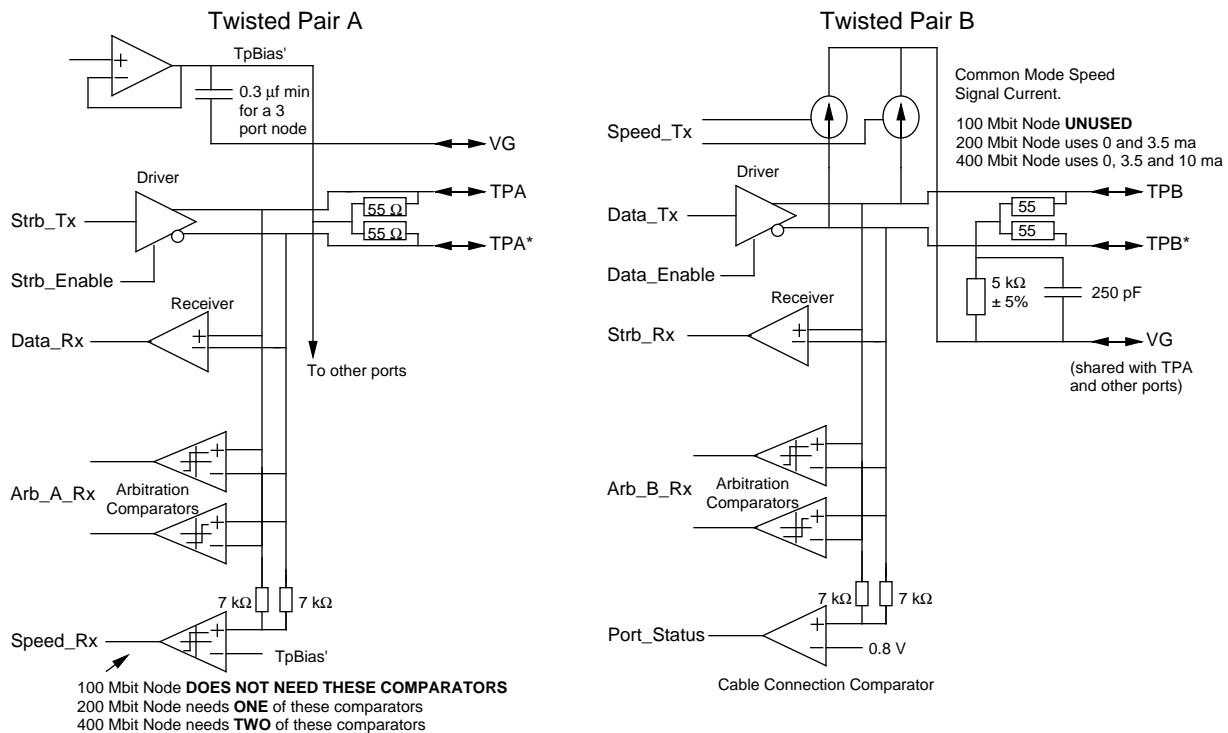 Twisted Pair A
TpBias'
+
−
0.3 µf min
for a 3
port node
VG
Driver
TPA
55 Ω
Strb_Tx
55 Ω
TPA*
Strb_Enable
Receiver
+
−
Data_Rx
To other ports
+
−
Arb_A_Rx
Arbitration
Comparators
+
−
7 kΩ
7 kΩ
+
−
Speed_Rx
TpBias'
100 Mbit Node DOES NOT NEED THESE COMPARATORS
200 Mbit Node needs ONE of these comparators
400 Mbit Node needs TWO of these comparators
Twisted Pair B
Common Mode Speed
Signal Current.
100 Mbit Node UNUSED
200 Mbit Node uses 0 and 3.5 ma
400 Mbit Node uses 0, 3.5 and 10 ma
Speed_Tx
Driver
TPB
55
Data_Tx
55
TPB*
Data_Enable
5 kΩ
± 5%
250 pF
Receiver
+
−
Strb_Rx
VG
(shared with TPA
and other ports)
+
−
Arb_B_Rx
Arbitration
Comparators
+
−
7 kΩ
7 kΩ
+
−
Port_Status
0.8 V
Cable Connection Comparator